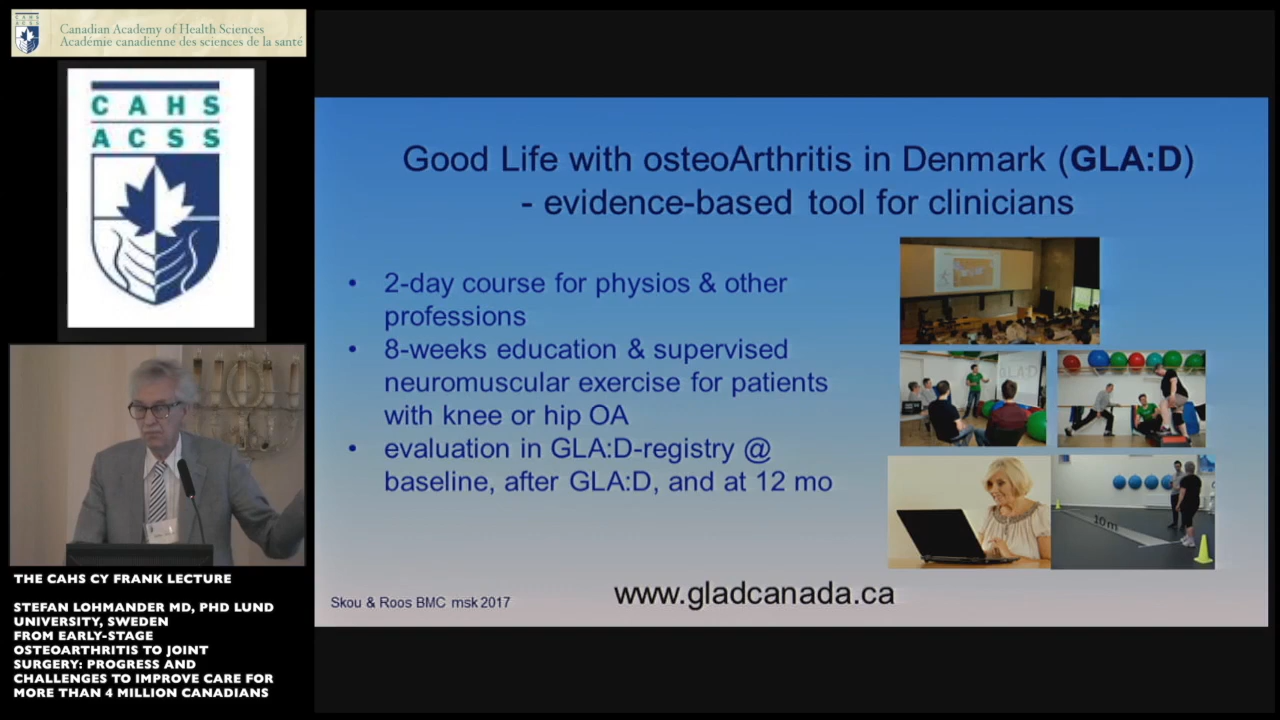 Canadian Academy of Health Sciences
Académie canadienne des sciences de la santé
CAHS
ACSS
THE CAHS CY FRANK LECTURE
STEFAN LOHMANDER MD, PHD LUND
UNIVERSITY, SWEDEN
FROM EARLY-STAGE
OSTEOARTHRITIS TO JOINT
SURGERY: PROGRESS AND
CHALLENGES TO IMPROVE CARE FOR
MORE THAN 4 MILLION CANADIANS
Good Life with osteoArthritis in Denmark (GLA:D)
- evidence-based tool for clinicians
• 2-day course for physios & other
professions
• 8-weeks education & supervised
neuromuscular exercise for patients
with knee or hip OA
• evaluation in GLA:D-registry @
baseline, after GLA:D, and at 12 mo
GLA:D
10m
Skou & Roos BMC msk 2017
www.gladcanada.ca